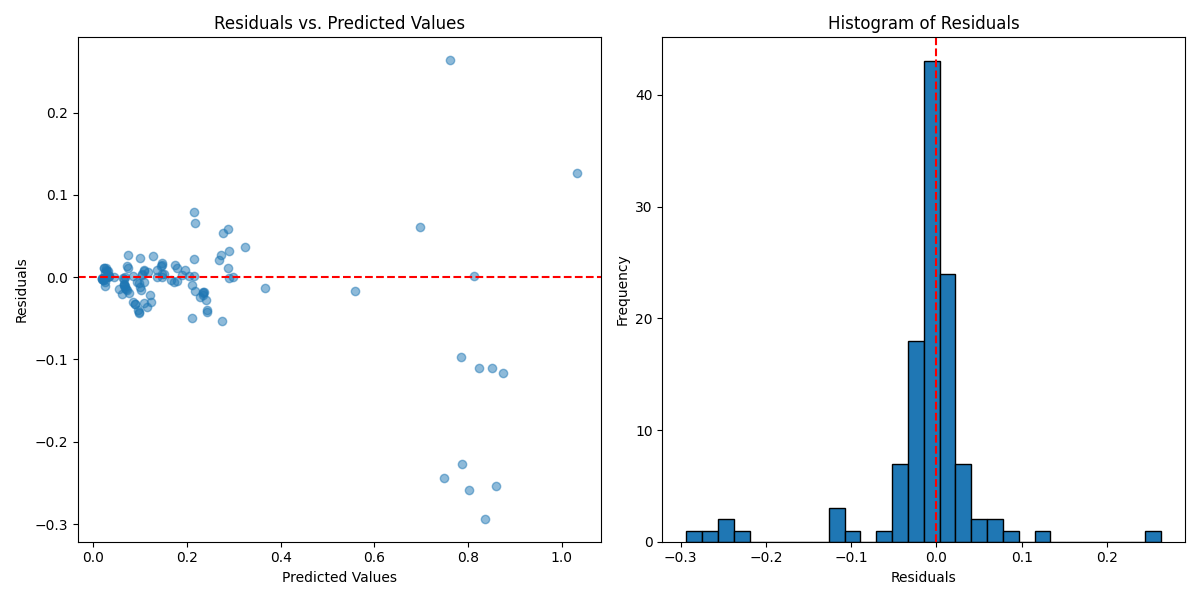 Residuals vs. Predicted Values
Residuals
0.2
0.1
0.0
−0.1
−0.2
−0.3
0.0 0.2 0.4 0.6 0.8 1.0
Predicted Values
Histogram of Residuals
Frequency
40
30
20
10
0
−0.3 −0.2 −0.1 0.0 0.1 0.2
Residuals